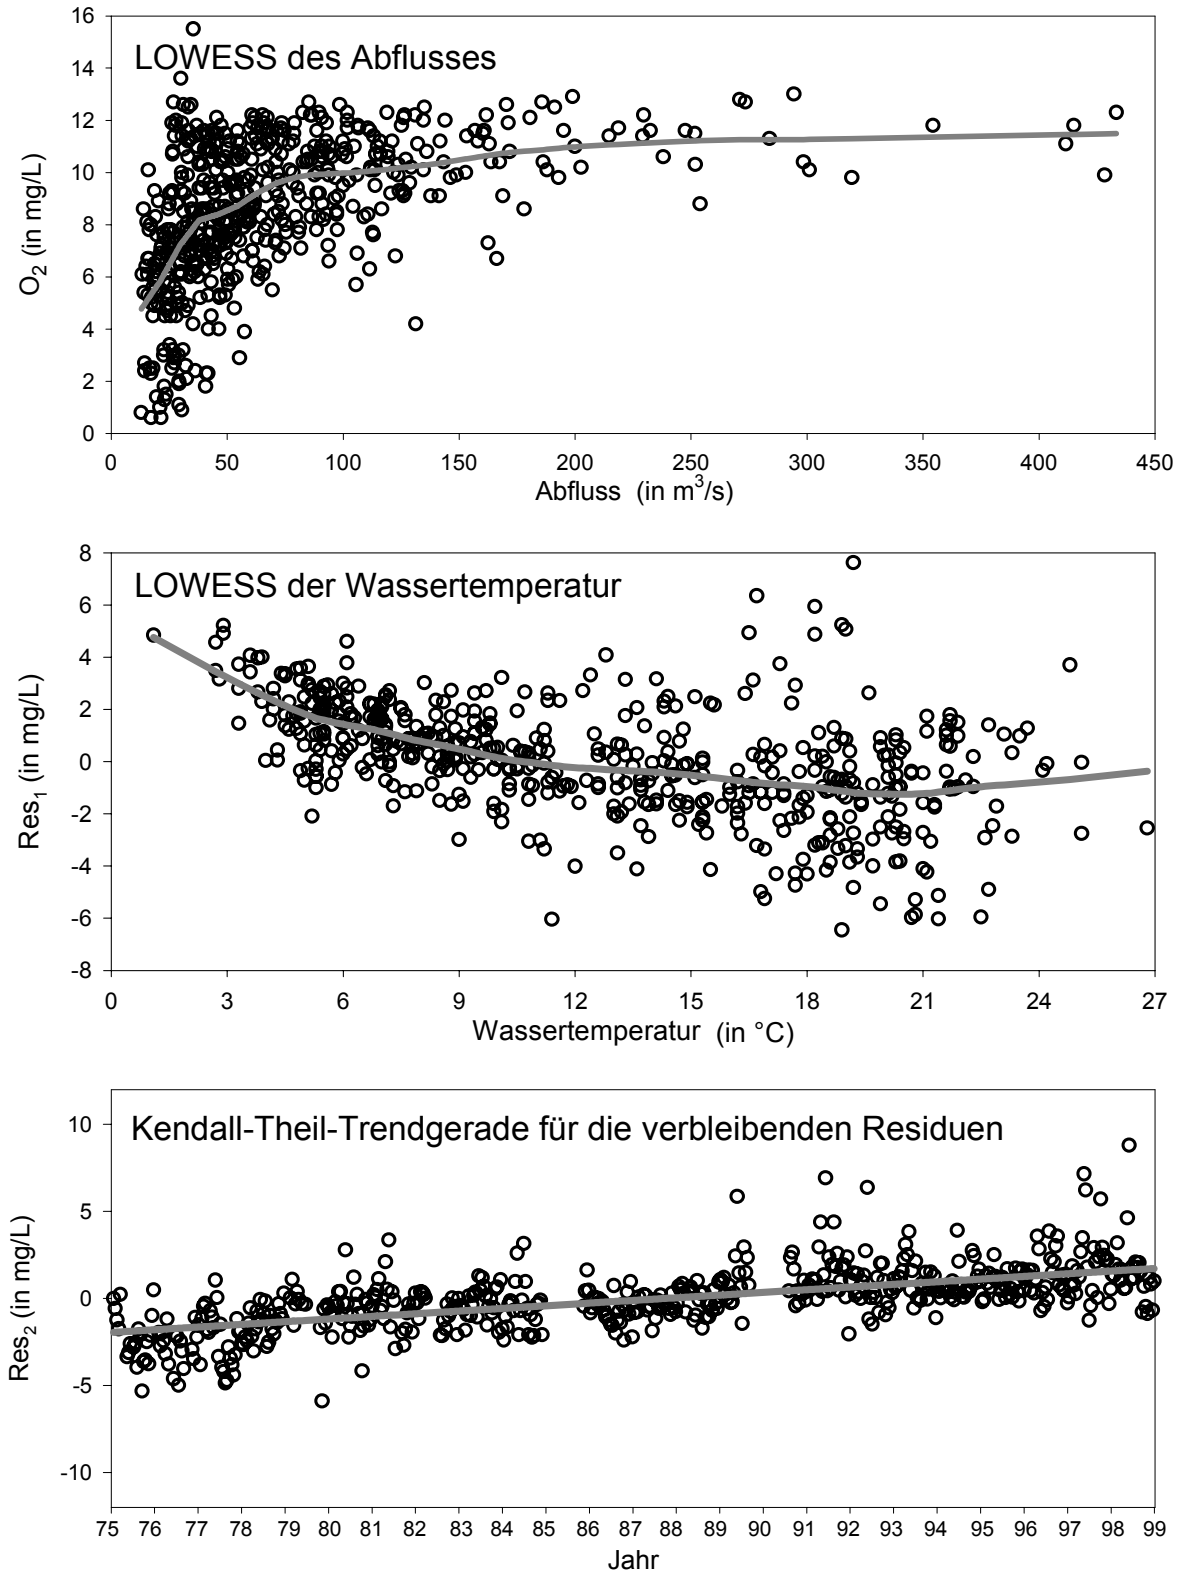 16
14
12
10
8
6
4
2
0
O₂ (in mg/L)
LOWESS des Abflusses
0 50 100 150 200 250 300 350 400 450
Abfluss (in m³/s)
8
6
4
2
0
-2
-4
-6
-8
Res₁ (in mg/L)
LOWESS der Wassertemperatur
0 3 6 9 12 15 18 21 24 27
Wassertemperatur (in °C)
10
5
0
-5
-10
Res₂ (in mg/L)
Kendall-Theil-Trendgerade für die verbleibenden Residuen
75 76 77 78 79 80 81 82 83 84 85 86 87 88 89 90 91 92 93 94 95 96 97 98 99
Jahr